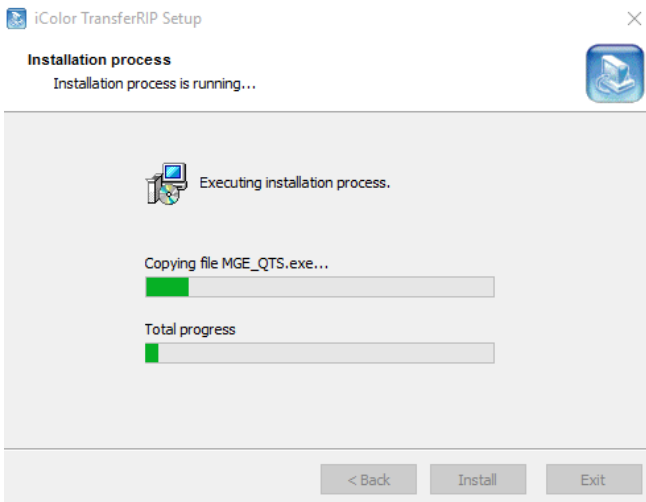 iColor TransferRIP Setup
Installation process
Installation process is running...
Executing installation process.
Copying file MGE_QTS.exe...
Total progress
< Back
Install
Exit